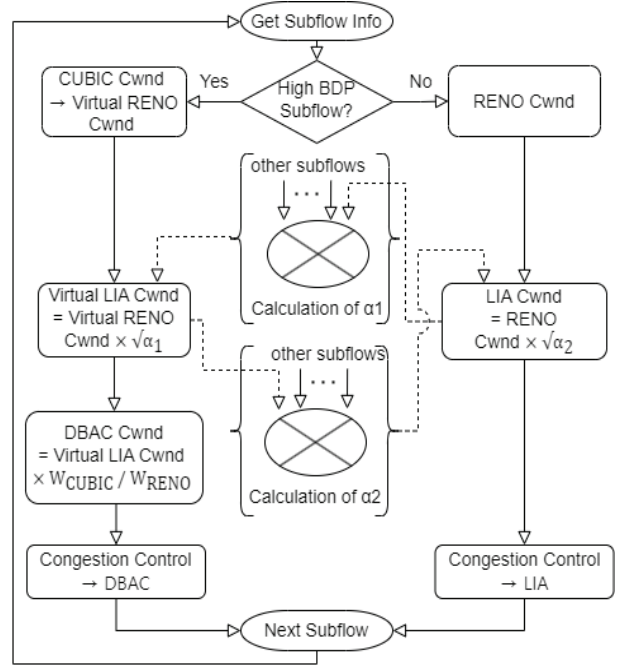 Get Subflow Info
High BDP
Subflow?
Yes
No
CUBIC Cwnd
→ Virtual RENO
Cwnd
RENO Cwnd
other subflows
...
Calculation of α1
Virtual LIA Cwnd
= Virtual RENO
Cwnd × √α₁
LIA Cwnd
= RENO
Cwnd × √α₂
other subflows
...
Calculation of α2
DBAC Cwnd
= Virtual LIA Cwnd
× W_CUBIC / W_RENO
Congestion Control
→ DBAC
Congestion Control
→ LIA
Next Subflow